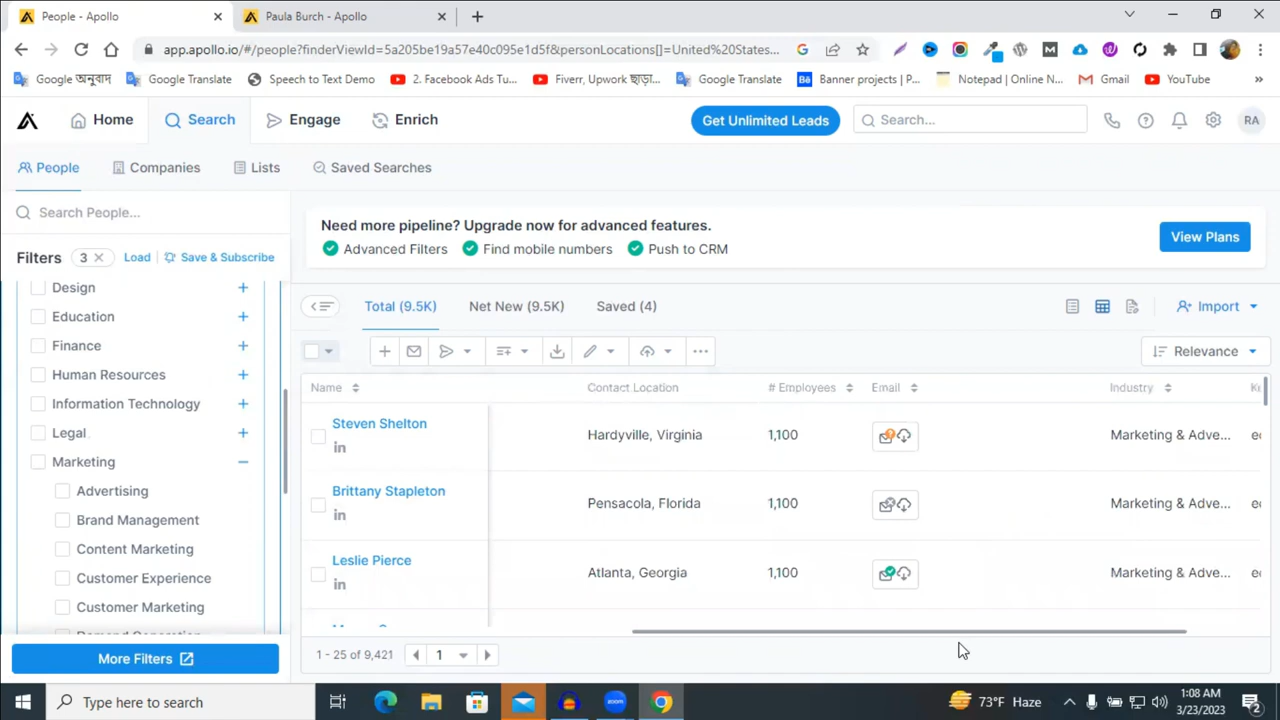 People - Apollo
Paula Burch - Apollo
app.apollo.io/#/people?finderViewId=5a205be19a57e40c095e1d5f&personLocations[]=United%20States...
Google অনুবাদ
Google Translate
Speech to Text Demo
2. Facebook Ads Tu...
Fiverr, Upwork ছাড়া...
Google Translate
Banner projects | P...
Notepad | Online N...
Gmail
YouTube
Home
Search
Engage
Enrich
Get Unlimited Leads
Search...
RA
People
Companies
Lists
Saved Searches
Search People...
Need more pipeline? Upgrade now for advanced features.
Advanced Filters
Find mobile numbers
Push to CRM
View Plans
Filters
3
Load
Save & Subscribe
Design
Education
Finance
Human Resources
Information Technology
Legal
Marketing
Advertising
Brand Management
Content Marketing
Customer Experience
Customer Marketing
More Filters
Total (9.5K)
Net New (9.5K)
Saved (4)
Import
Relevance
Name
Contact Location
# Employees
Email
Industry
Steven Shelton
Hardyville, Virginia
1,100
Marketing & Adve...
Brittany Stapleton
Pensacola, Florida
1,100
Marketing & Adve...
Leslie Pierce
Atlanta, Georgia
1,100
Marketing & Adve...
1 - 25 of 9,421
1
Type here to search
zoom
73°F Haze
1:08 AM
3/23/2023
2